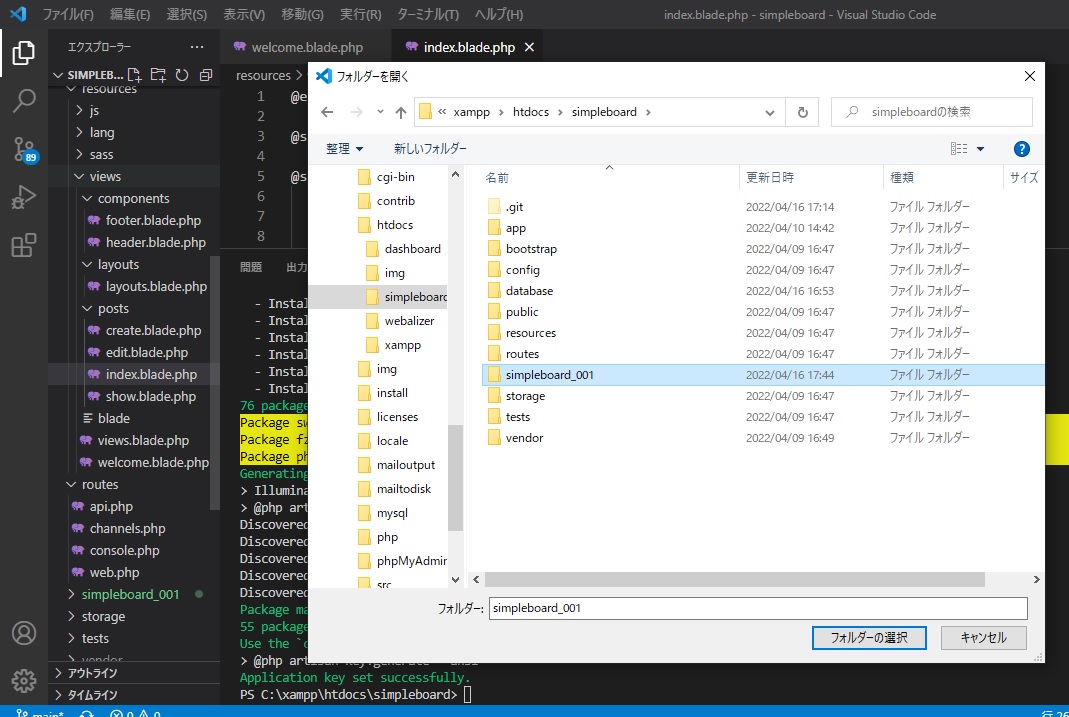 ファイル(F) 編集(E) 選択(S) 表示(V) 移動(G) 実行(R) ターミナル(T) ヘルプ(H) index.blade.php - simpleboard - Visual Studio Code
エクスプローラー ···
welcome.blade.php index.blade.php
SIMPLEB...
resources
js
lang
sass
views
components
footer.blade.php
header.blade.php
layouts
layouts.blade.php
posts
create.blade.php
edit.blade.php
index.blade.php
show.blade.php
blade
views.blade.php
welcome.blade.php
routes
api.php
channels.php
console.php
web.php
simpleboard_001
storage
tests
vendor
アウトライン
タイムライン
89
resources >
1 @e
2
3 @s
4
5 @s
6
7
8
問題 出力
- Instal
- Instal
- Instal
- Instal
- Instal
- Instal
76 package
Package sw
Package fz
Package ph
Generating
> Illumina
> @php art
Discovered
Discovered
Discovered
Discovered
Discovered
Package ma
55 package
Use the `c
> @php artisan key:generate --ansi
Application key set successfully.
PS C:\xampp\htdocs\simpleboard>
フォルダーを開く
« xampp > htdocs > simpleboard >
simpleboardの検索
整理 新しいフォルダー
cgi-bin
contrib
htdocs
dashboard
img
simpleboard
webalizer
xampp
img
install
licenses
locale
mailoutput
mailtodisk
mysql
php
phpMyAdmin
src
名前 更新日時 種類 サイズ
.git 2022/04/16 17:14 ファイル フォルダー
app 2022/04/10 14:42 ファイル フォルダー
bootstrap 2022/04/09 16:47 ファイル フォルダー
config 2022/04/09 16:47 ファイル フォルダー
database 2022/04/16 16:53 ファイル フォルダー
public 2022/04/09 16:47 ファイル フォルダー
resources 2022/04/09 16:47 ファイル フォルダー
routes 2022/04/09 16:47 ファイル フォルダー
simpleboard_001 2022/04/16 17:44 ファイル フォルダー
storage 2022/04/09 16:47 ファイル フォルダー
tests 2022/04/09 16:47 ファイル フォルダー
vendor 2022/04/09 16:49 ファイル フォルダー
フォルダー: simpleboard_001
フォルダーの選択 キャンセル
main* 0 0 行 26